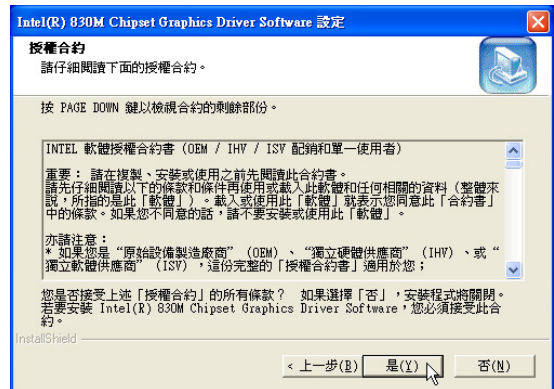 Intel(R) 830M Chipset Graphics Driver Software 設定
授權合約
請仔細閱讀下面的授權合約。
按 PAGE DOWN 鍵以檢視合約的剩餘部份。
INTEL 軟體授權合約書 (OEM / IHV / ISV 配銷和單一使用者)
重要： 請在複製、安裝或使用之前先閱讀此合約書。
請先仔細閱讀以下的條款和條件再使用或載入此軟體和任何相關的資料 (整體來
說，所指的是此「軟體」)。載入或使用此「軟體」就表示您同意此「合約書」
中的條款。如果您不同意的話，請不要安裝或使用此「軟體」。
亦請注意：
* 如果您是“原始設備製造廠商” (OEM)、“獨立硬體供應商” (IHV)、或“
獨立軟體供應商” (ISV)，這份完整的「授權合約書」適用於您；
您是否接受上述「授權合約」的所有條款？ 如果選擇「否」，安裝程式將關閉。
若要安裝 Intel(R) 830M Chipset Graphics Driver Software，您必須接受此合
約。
InstallShield
< 上一步(B)
是(Y)
否(N)